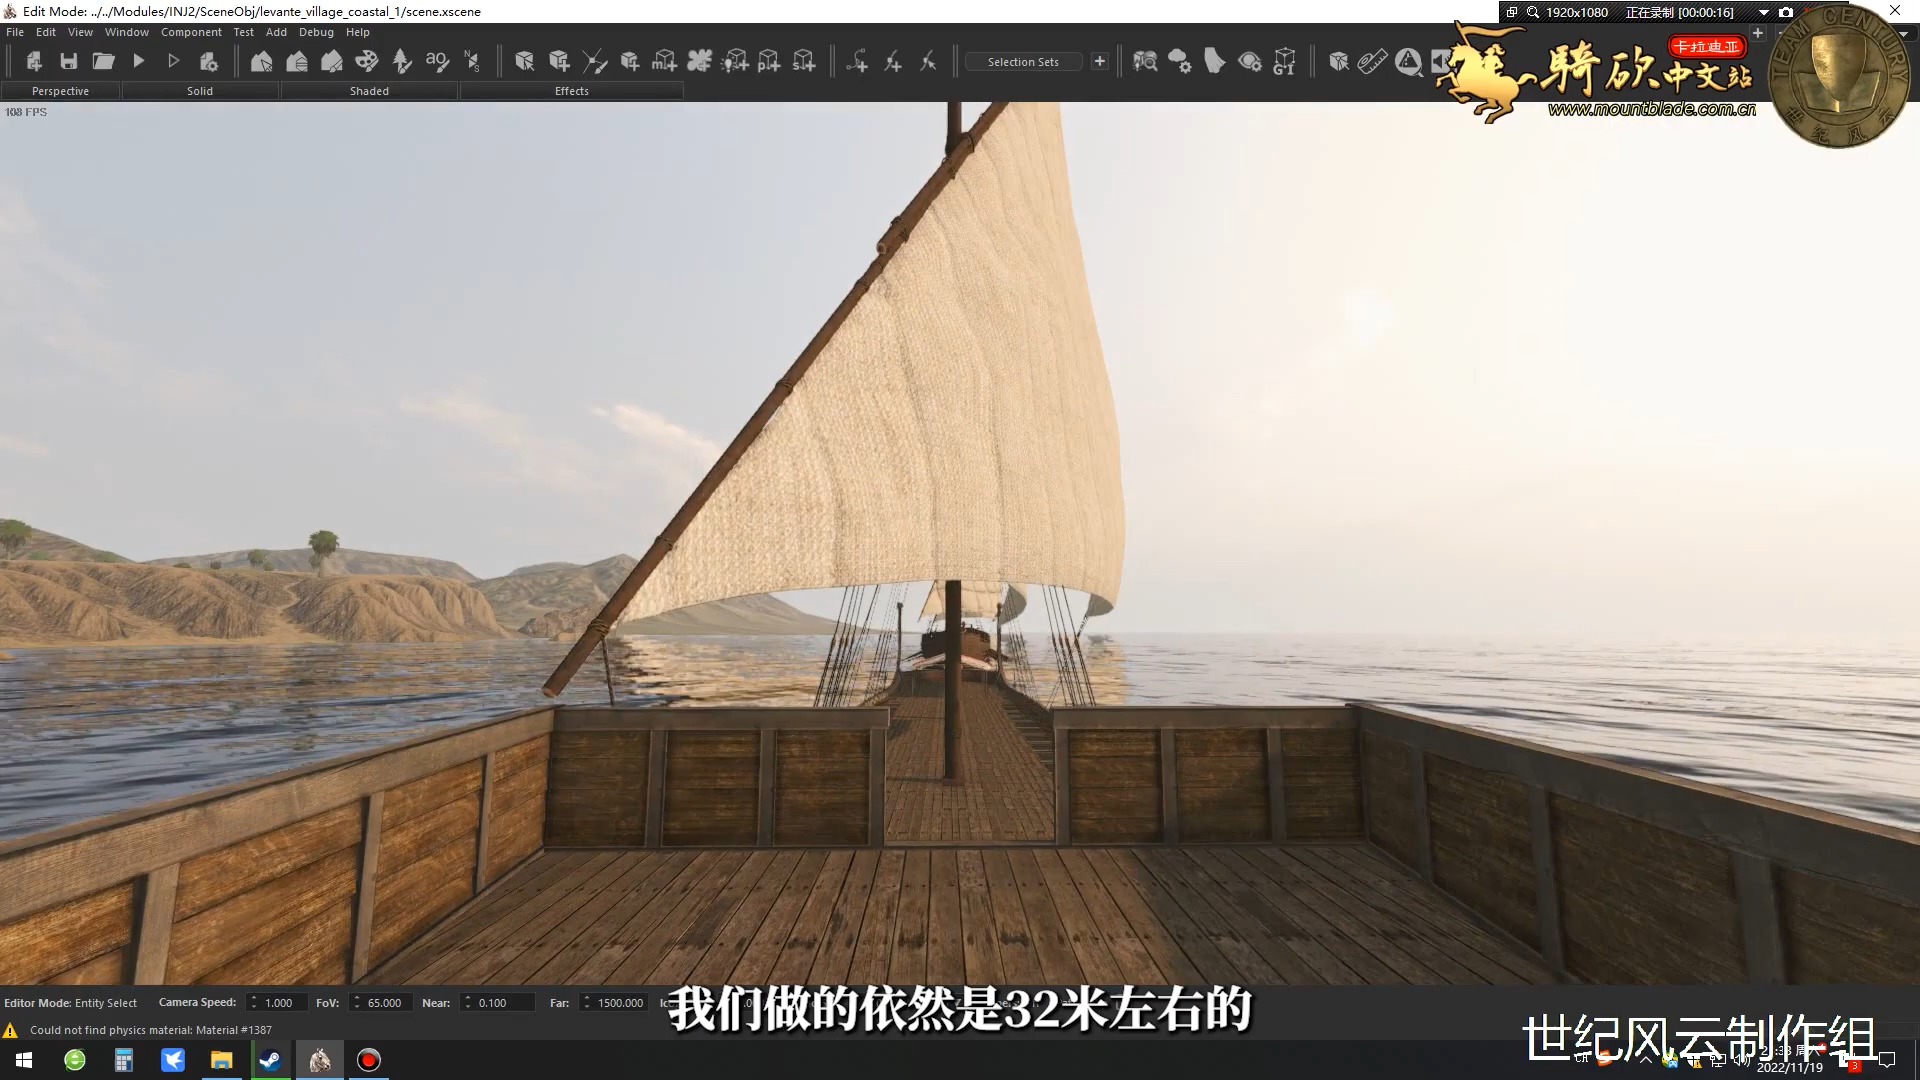 Edit Mode: ../../Modules/INJ2/SceneObj/levante_village_coastal_1/scene.xscene
1920x1080 正在录制 [00:00:16]
File Edit View Window Component Test Add Debug Help
Selection Sets
Perspective Solid Shaded Effects
108 FPS
卡拉迪亚
骑砍中文站
www.mountblade.com.cn
TEAM CENTURY
世纪风云
Editor Mode: Entity Select Camera Speed: 1.000 FoV: 65.000 Near: 0.100 Far: 1500.000
我们做的依然是32米左右的
Could not find physics material: Material #1387
世纪风云制作组
2022/11/19
3